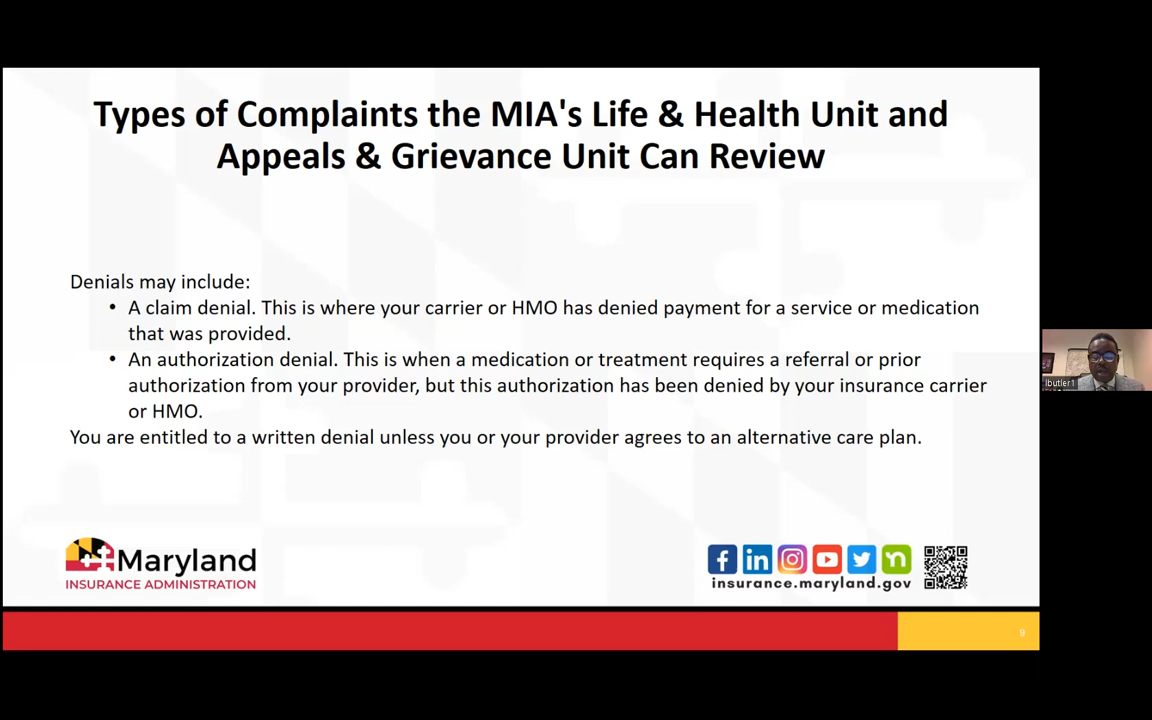 Types of Complaints the MIA's Life & Health Unit and
Appeals & Grievance Unit Can Review
Denials may include:
• A claim denial. This is where your carrier or HMO has denied payment for a service or medication
that was provided.
• An authorization denial. This is when a medication or treatment requires a referral or prior
authorization from your provider, but this authorization has been denied by your insurance carrier
or HMO.
You are entitled to a written denial unless you or your provider agrees to an alternative care plan.
Maryland
INSURANCE ADMINISTRATION
insurance.maryland.gov
9
lbutler1